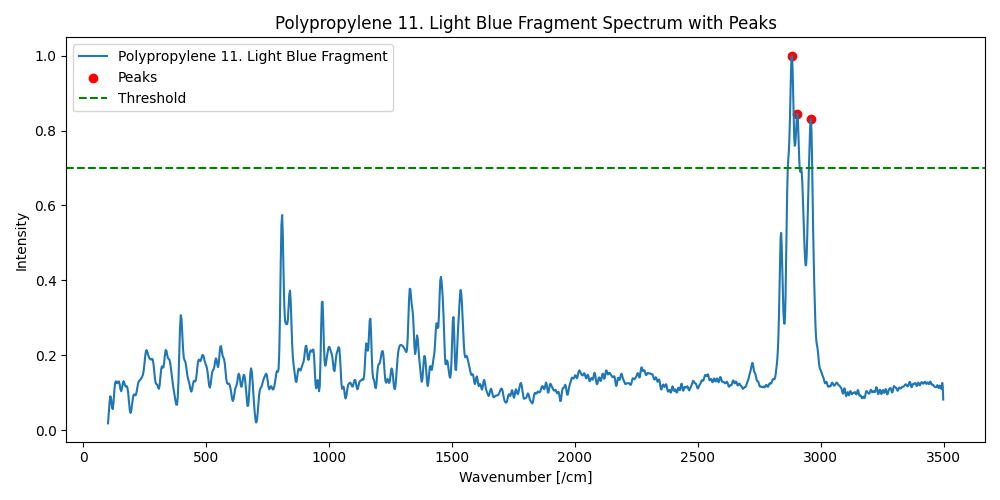 Polypropylene 11. Light Blue Fragment Spectrum with Peaks
Polypropylene 11. Light Blue Fragment
Peaks
Threshold
1.0
0.8
0.6
0.4
0.2
0.0
Intensity
0 500 1000 1500 2000 2500 3000 3500
Wavenumber [/cm]